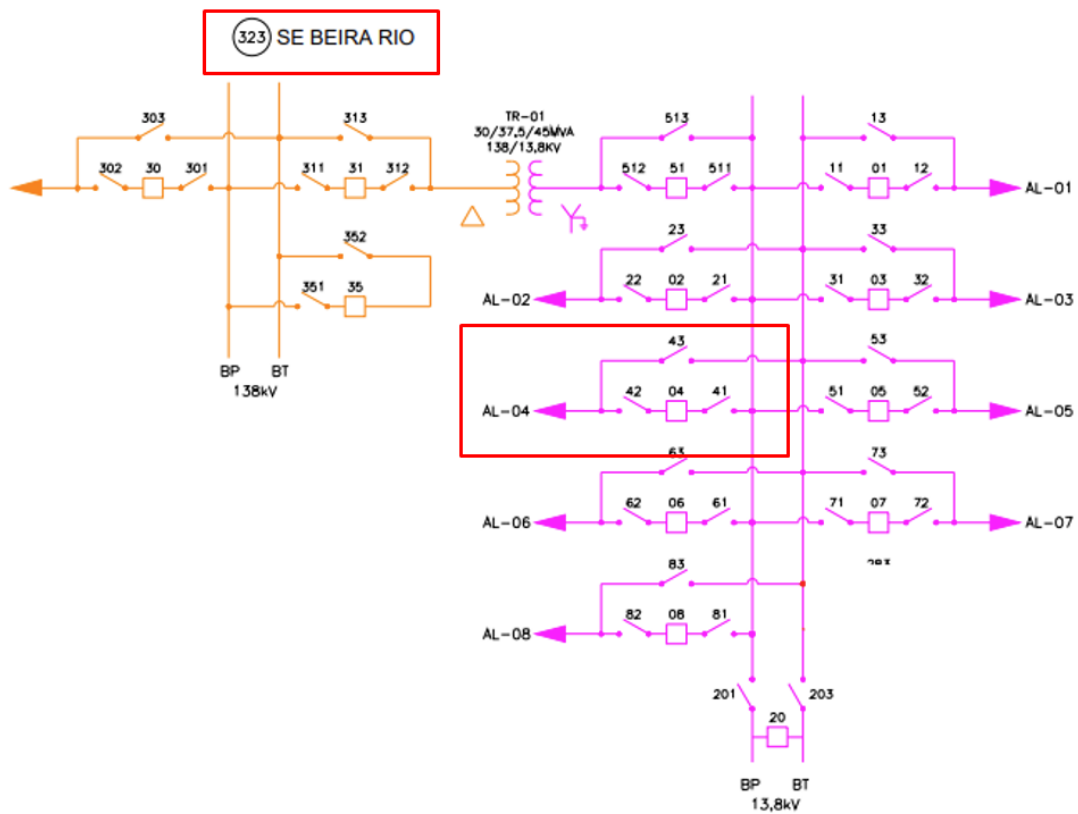 323 SE BEIRA RIO
303
313
302 30 301
311 31 312
352
351 35
BP BT
138kV
TR-01
30/37,5/45MVA
138/13,8KV
513
13
512 51 511
11 01 12
AL-01
23
33
22 02 21
31 03 32
AL-02
AL-03
43
53
42 04 41
51 05 52
AL-04
AL-05
63
73
62 06 61
71 07 72
AL-06
AL-07
83
82 08 81
AL-08
201
203
20
BP BT
13,8kV